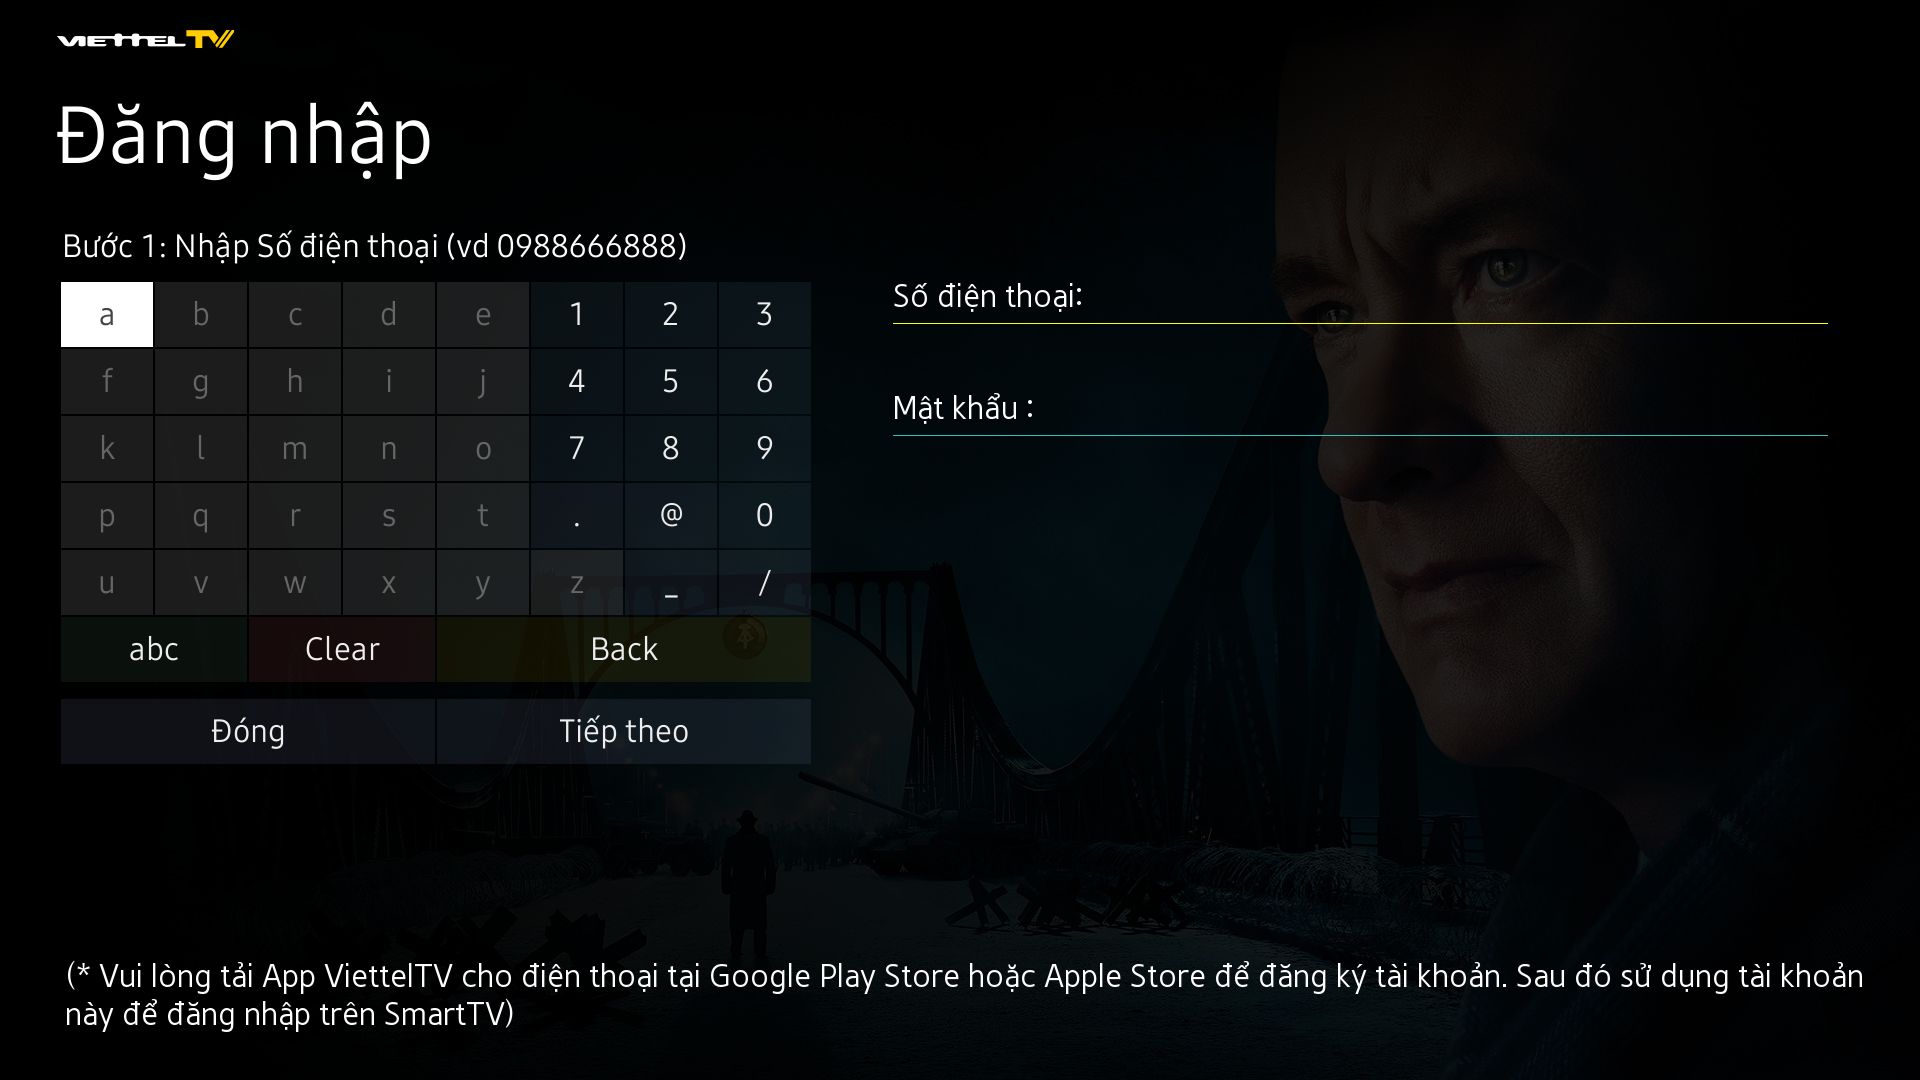 VIETTELTV
Đăng nhập
Bước 1: Nhập Số điện thoại (vd 0988666888)
a b c d e 1 2 3
f g h i j 4 5 6
k l m n o 7 8 9
p q r s t . @ 0
u v w x y z _ /
abc Clear Back
Đóng Tiếp theo
Số điện thoại:
Mật khẩu :
(* Vui lòng tải App ViettelTV cho điện thoại tại Google Play Store hoặc Apple Store để đăng ký tài khoản. Sau đó sử dụng tài khoản
này để đăng nhập trên SmartTV)